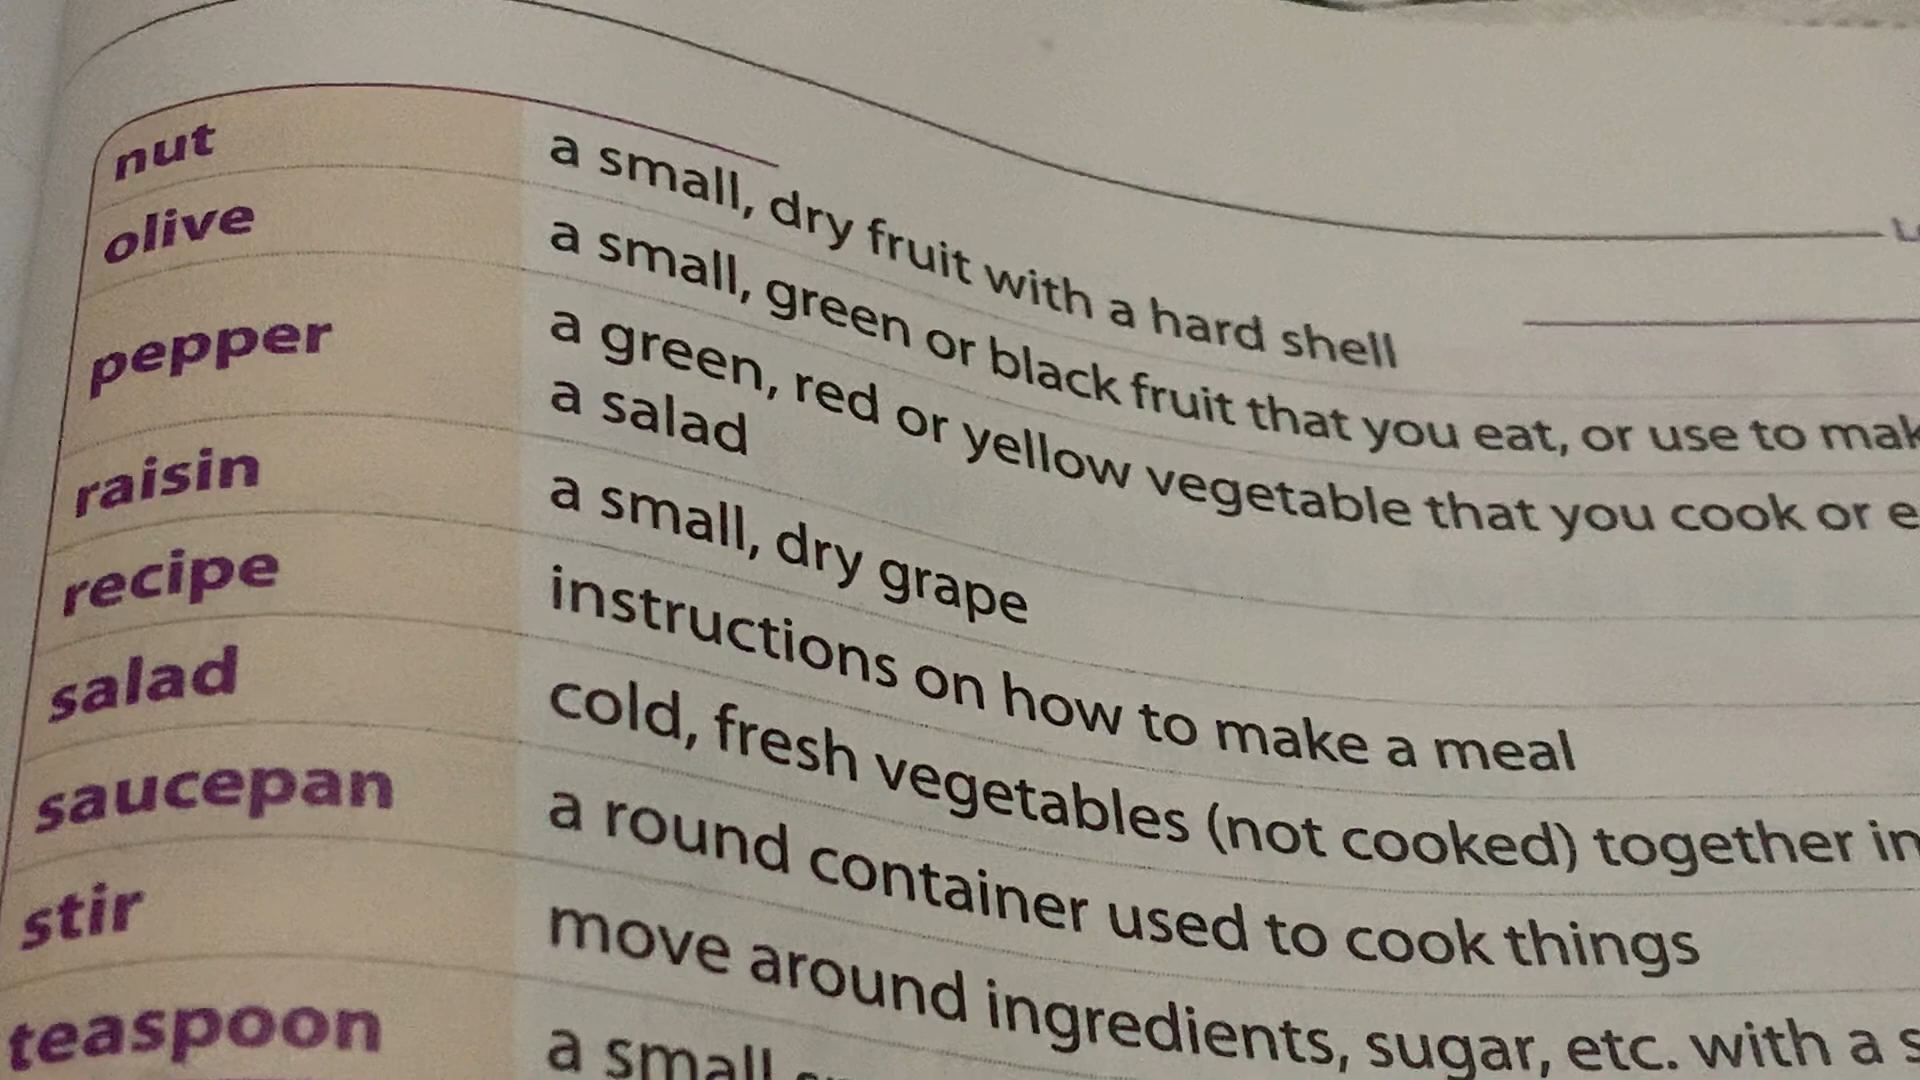 nut a small, dry fruit with a hard shell
olive a small, green or black fruit that you eat, or use to
pepper a green, red or yellow vegetable that you cook or
a salad
raisin a small, dry grape
recipe instructions on how to make a meal
salad cold, fresh vegetables (not cooked) together in
saucepan a round container used to cook things
stir move around ingredients, sugar, etc. with a
teaspoon a small